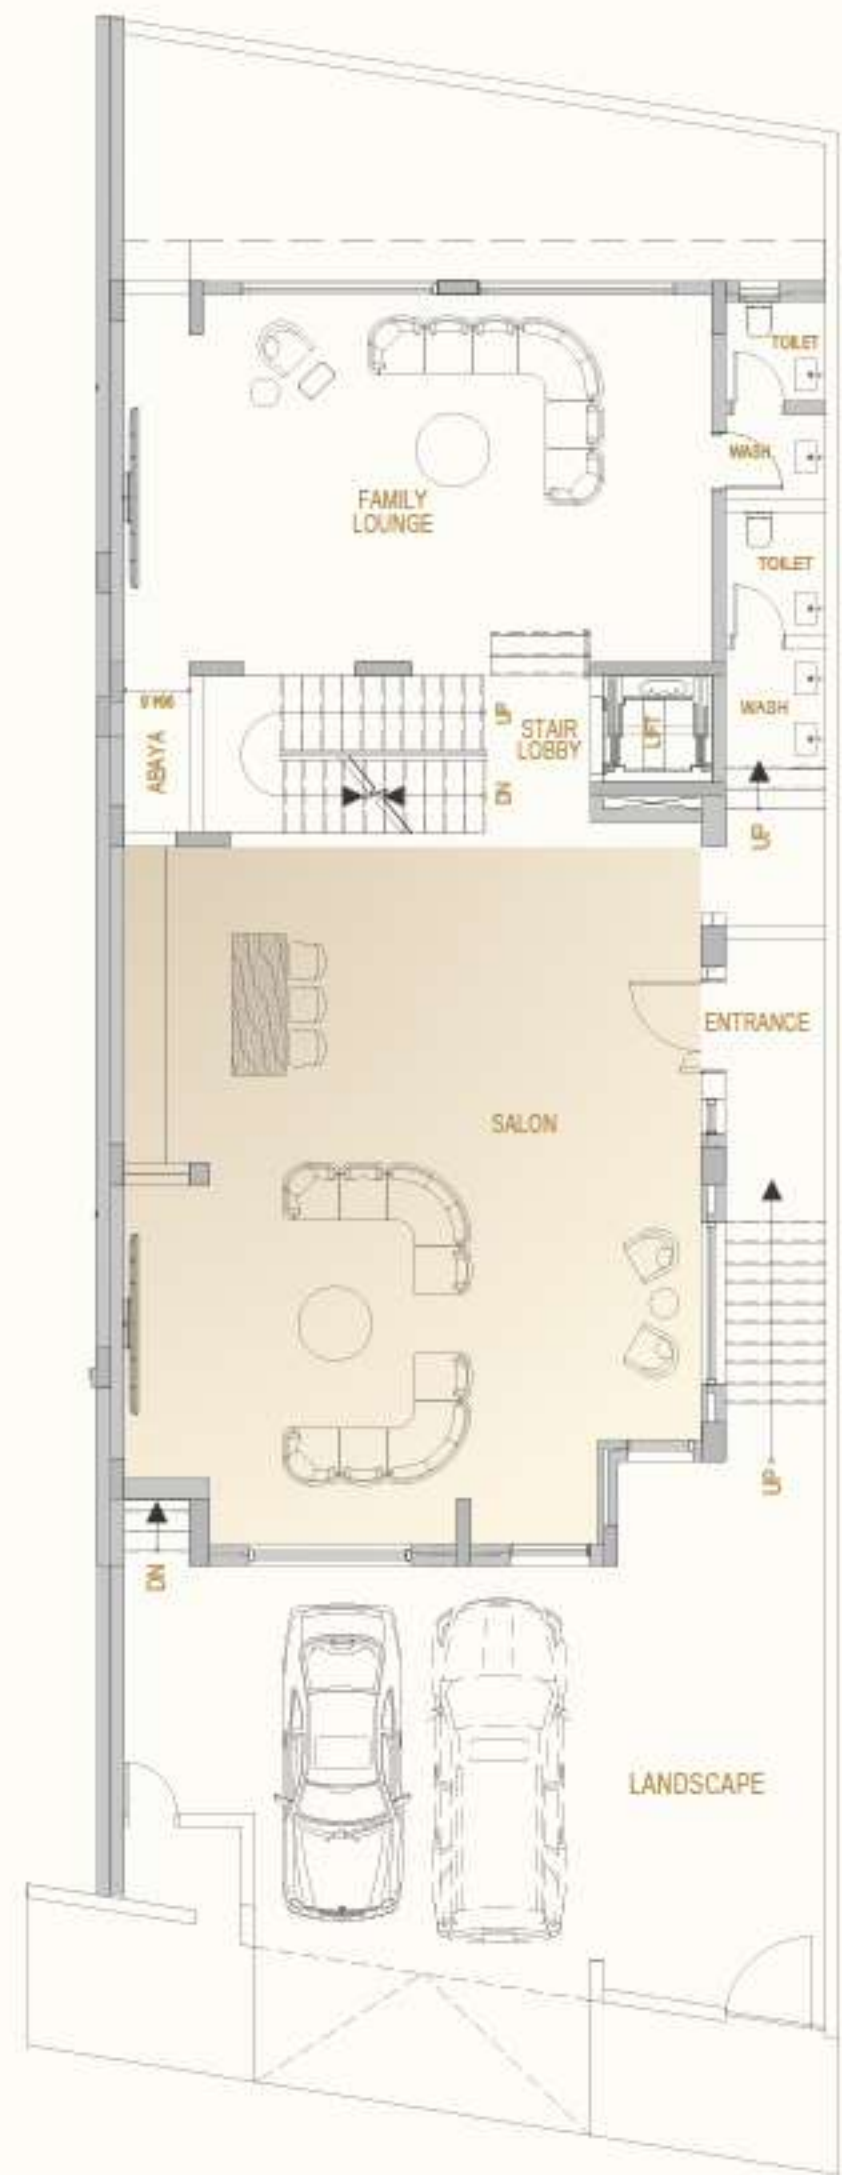 TOILET
WASH
FAMILY
LOUNGE
TOILET
ABAYA
UP
STAIR
LOBBY
LIFT
WASH
DN
UP
ENTRANCE
SALON
UP
DN
LANDSCAPE